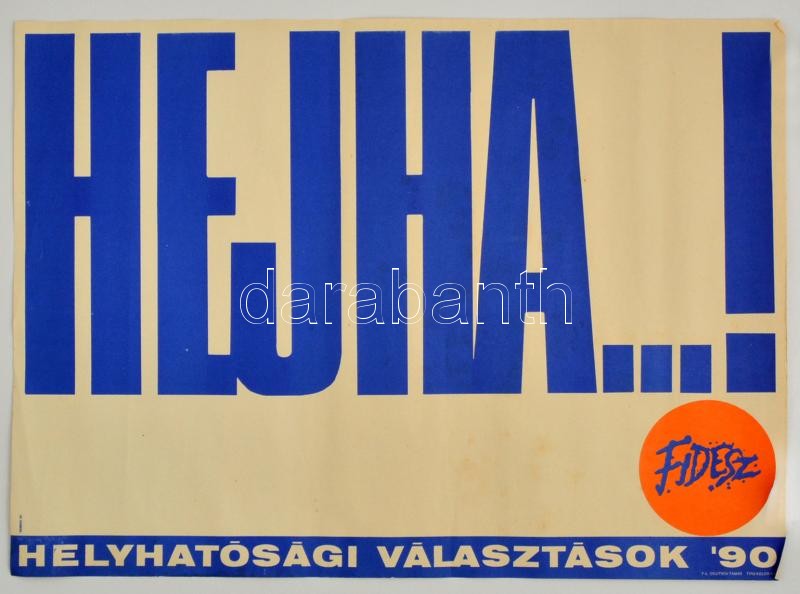 HEJHA...!
darabanth
FIDESZ
HELYHATÓSÁGI VÁLASZTÁSOK '90